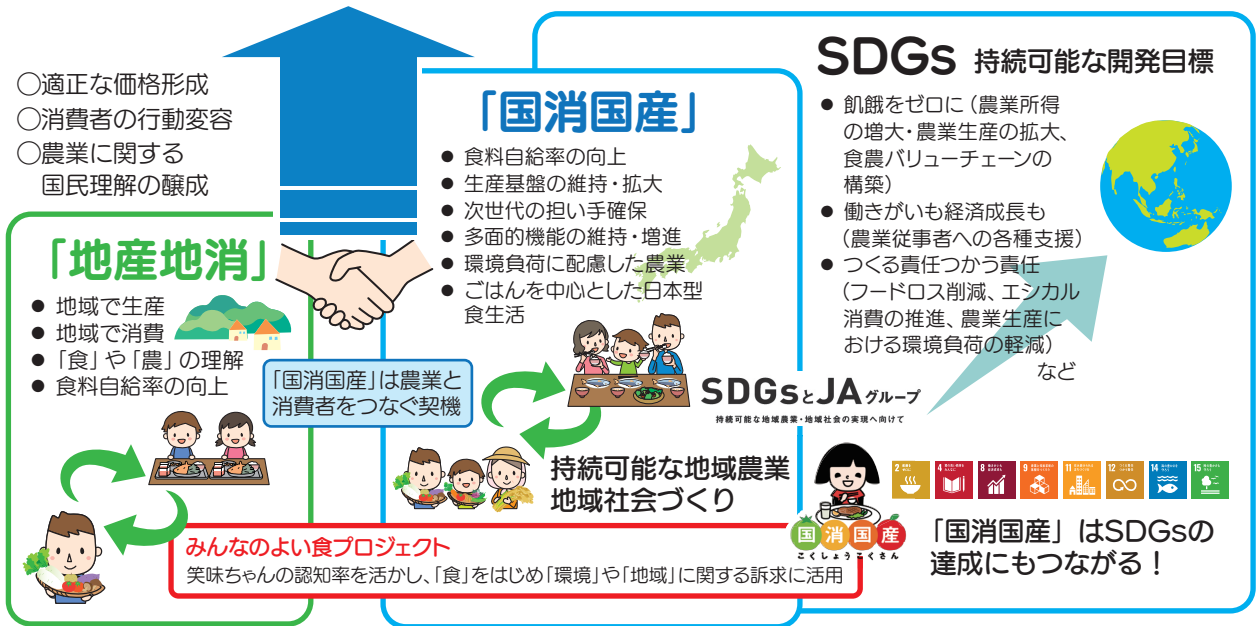 ○適正な価格形成
○消費者の行動変容
○農業に関する
国民理解の醸成
「地産地消」
● 地域で生産
● 地域で消費
● 「食」や「農」の理解
● 食料自給率の向上
「国消国産」
● 食料自給率の向上
● 生産基盤の維持・拡大
● 次世代の担い手確保
● 多面的機能の維持・増進
● 環境負荷に配慮した農業
● ごはんを中心とした日本型
食生活
「国消国産」は農業と
消費者をつなぐ契機
持続可能な地域農業
地域社会づくり
SDGs 持続可能な開発目標
● 飢餓をゼロに（農業所得
の増大・農業生産の拡大、
食農バリューチェーンの
構築）
● 働きがいも経済成長も
（農業従事者への各種支援）
● つくる責任つかう責任
（フードロス削減、エシカル
消費の推進、農業生産に
おける環境負荷の軽減）
など
SDGsとJAグループ
持続可能な地域農業・地域社会の実現へ向けて
2
4
8
9
11
12
14
15
国消国産
こくしょうこくさん
「国消国産」はSDGsの
達成にもつながる！
みんなのよい食プロジェクト
笑味ちゃんの認知率を活かし、「食」をはじめ「環境」や「地域」に関する訴求に活用